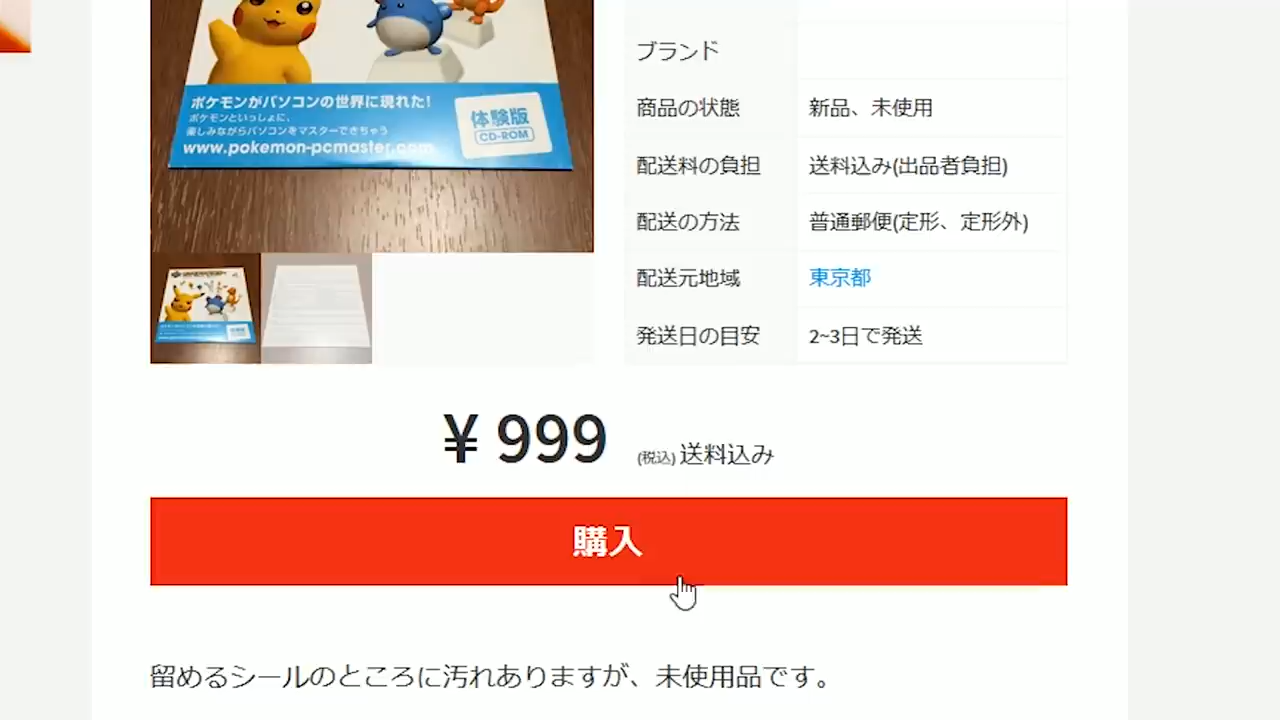 ポケモンがパソコンの世界に現れた!
ポケモンといっしょに、
楽しみながらパソコンをマスターできちゃう
www.pokemon-pcmaster.com
体験版
CD-ROM
ブランド
商品の状態 新品、未使用
配送料の負担 送料込み(出品者負担)
配送の方法 普通郵便(定形、定形外)
配送元地域 東京都
発送日の目安 2~3日で発送
¥ 999 (税込) 送料込み
購入
留めるシールのところに汚れありますが、未使用品です。